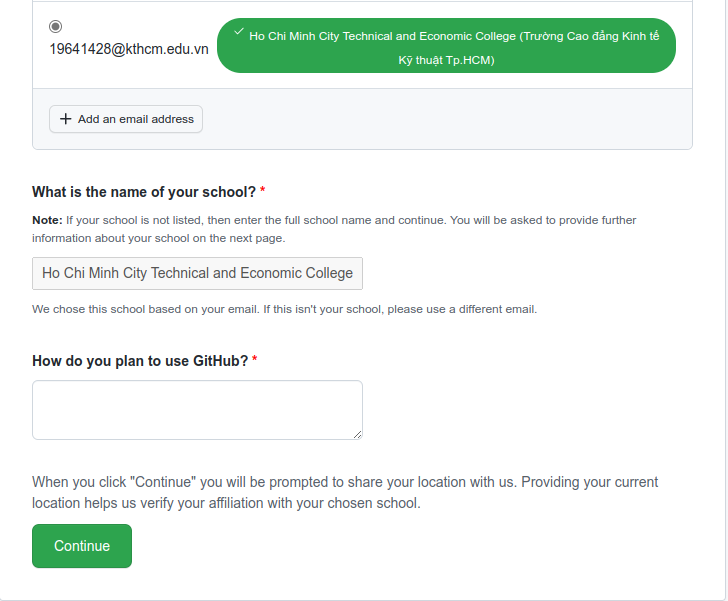 19641428@kthcm.edu.vn
Ho Chi Minh City Technical and Economic College (Trường Cao đẳng Kinh tế
Kỹ thuật Tp.HCM)
Add an email address
What is the name of your school? *
Note: If your school is not listed, then enter the full school name and continue. You will be asked to provide further
information about your school on the next page.
Ho Chi Minh City Technical and Economic College
We chose this school based on your email. If this isn't your school, please use a different email.
How do you plan to use GitHub? *
When you click "Continue" you will be prompted to share your location with us. Providing your current
location helps us verify your affiliation with your chosen school.
Continue